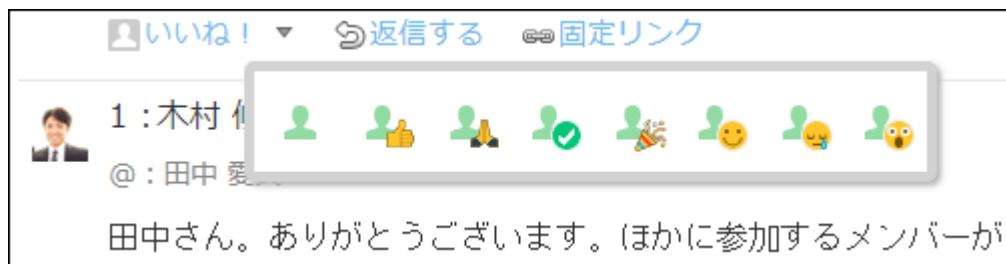 いいね！ ▼ 返信する 固定リンク
1：木村
@：田中
田中さん。ありがとうございます。ほかに参加するメンバーが